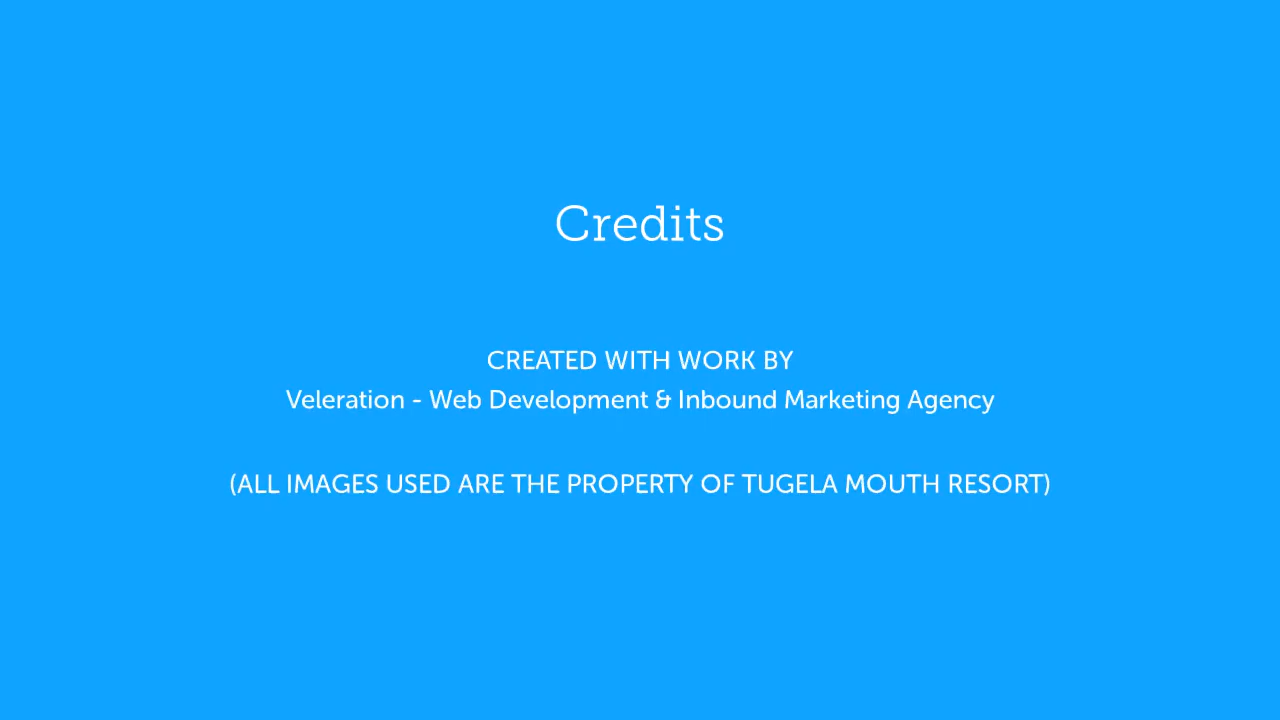 Credits
CREATED WITH WORK BY
Veleration - Web Development & Inbound Marketing Agency
(ALL IMAGES USED ARE THE PROPERTY OF TUGELA MOUTH RESORT)